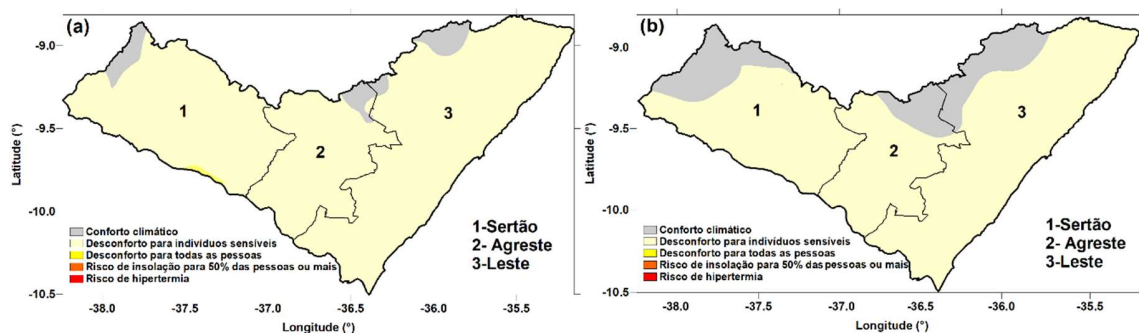 (a)
-9.0
-9.5
-10.0
-10.5
Latitude (°)
1
2
3
Conforto climático
Desconforto para indivíduos sensíveis
Desconforto para todas as pessoas
Risco de insolação para 50% das pessoas ou mais
Risco de hipertermia
1-Sertão
2- Agreste
3-Leste
-38.0 -37.5 -37.0 -36.5 -36.0 -35.5
Longitude (°)
(b)
-9.0
-9.5
-10.0
-10.5
Latitude (°)
1
2
3
Conforto climático
Desconforto para indivíduos sensíveis
Desconforto para todas as pessoas
Risco de insolação para 50% das pessoas ou mais
Risco de hipertermia
1-Sertão
2- Agreste
3-Leste
-38.0 -37.5 -37.0 -36.5 -36.0 -35.5
Longitude (°)